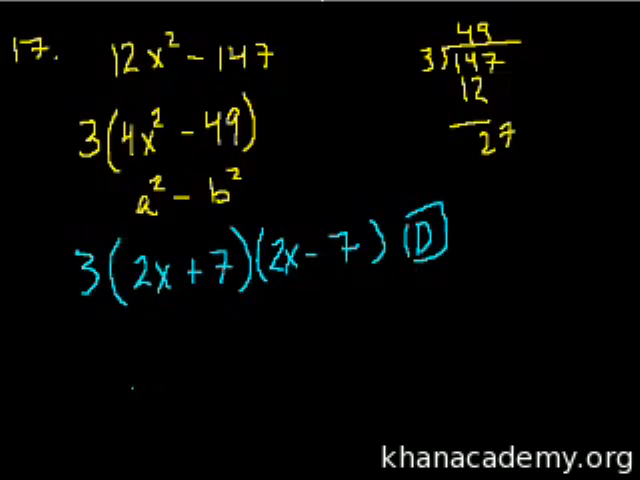 17. 12x² - 147
3(4x² - 49)
a² - b²
3(2x + 7)(2x - 7) D
49
3)147
12
27
khanacademy.org